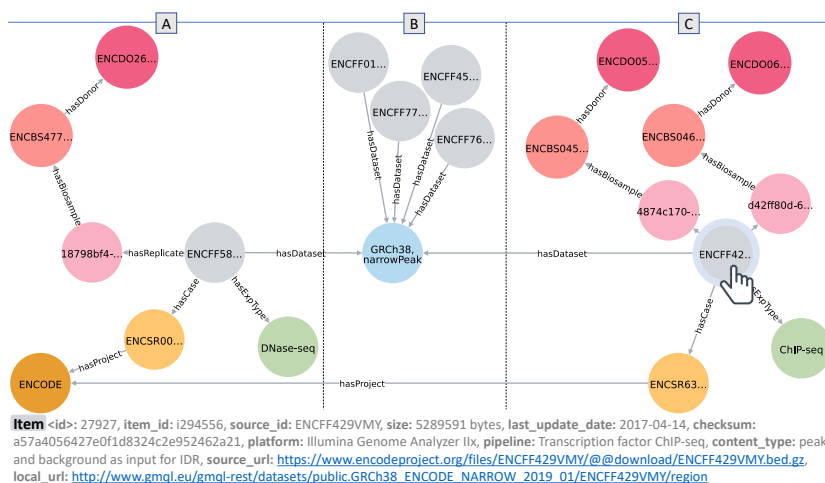 A
B
C
ENCDO26...
ENCFF01...
ENCFF45...
ENCDO05...
ENCDO06...
hasDonor
ENCFF77...
ENCBS477...
ENCFF76...
hasDonor
hasDonor
ENCBS045...
ENCBS046...
hasDataset
hasDataset
hasDataset
hasDataset
hasBiosample
hasBiosample
hasBiosample
4874c170-...
d42ff80d-6...
18798bf4-...
hasReplicate
ENCFF58...
hasDataset
GRCh38,
narrowPeak
hasDataset
ENCFF42..
hasCase
hasExpType
hasCase
sExpType
ENCSR00...
DNase-seq
ChIP-seq
hasProject
ENCODE
hasProject
ENCSR63...
Item <id>: 27927, item_id: i294556, source_id: ENCFF429VMY, size: 5289591 bytes, last_update_date: 2017-04-14, checksum:
a57a4056427e0f1d8324c2e952462a21, platform: Illumina Genome Analyzer IIx, pipeline: Transcription factor ChIP-seq, content_type: peak
and background as input for IDR, source_url: https://www.encodeproject.org/files/ENCFF429VMY/@@download/ENCFF429VMY.bed.gz,
local_url: http://www.gmql.eu/gmql-rest/datasets/public.GRCh38_ENCODE_NARROW_2019_01/ENCFF429VMY/region